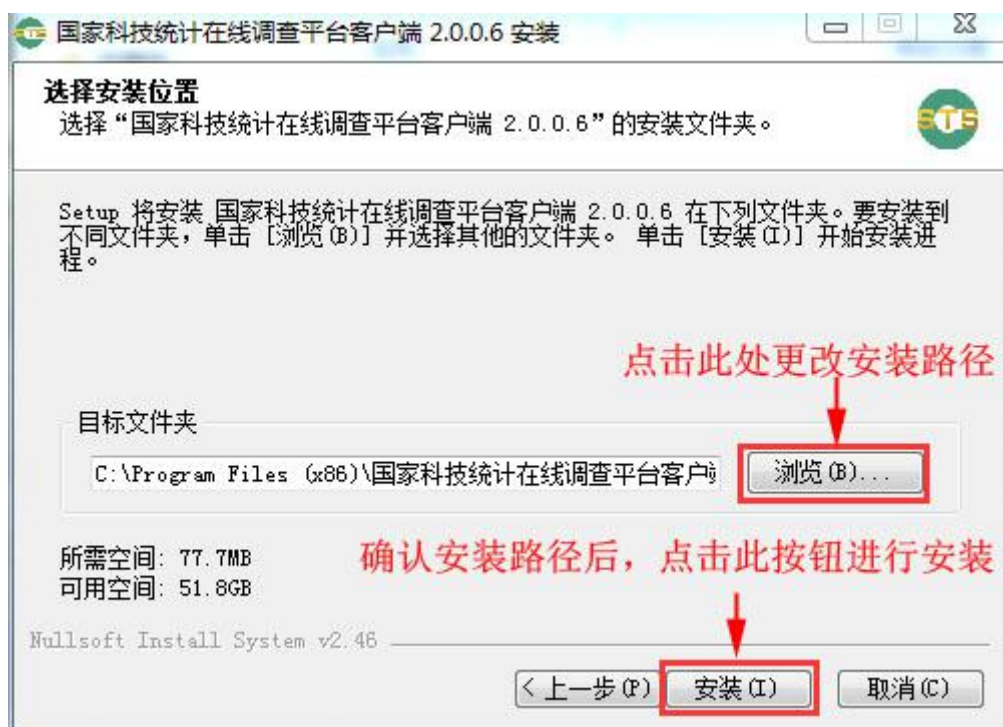 国家科技统计在线调查平台客户端 2.0.0.6 安装
选择安装位置
选择“国家科技统计在线调查平台客户端 2.0.0.6”的安装文件夹。
STS
Setup 将安装 国家科技统计在线调查平台客户端 2.0.0.6 在下列文件夹。要安装到
不同文件夹，单击 [浏览(B)] 并选择其他的文件夹。 单击 [安装(I)] 开始安装进
程。
点击此处更改安装路径
目标文件夹
C:\Program Files (x86)\国家科技统计在线调查平台客户
浏览(B)...
所需空间: 77.7MB
确认安装路径后，点击此按钮进行安装
可用空间: 51.8GB
Nullsoft Install System v2.46
< 上一步(P)
安装(I)
取消(C)